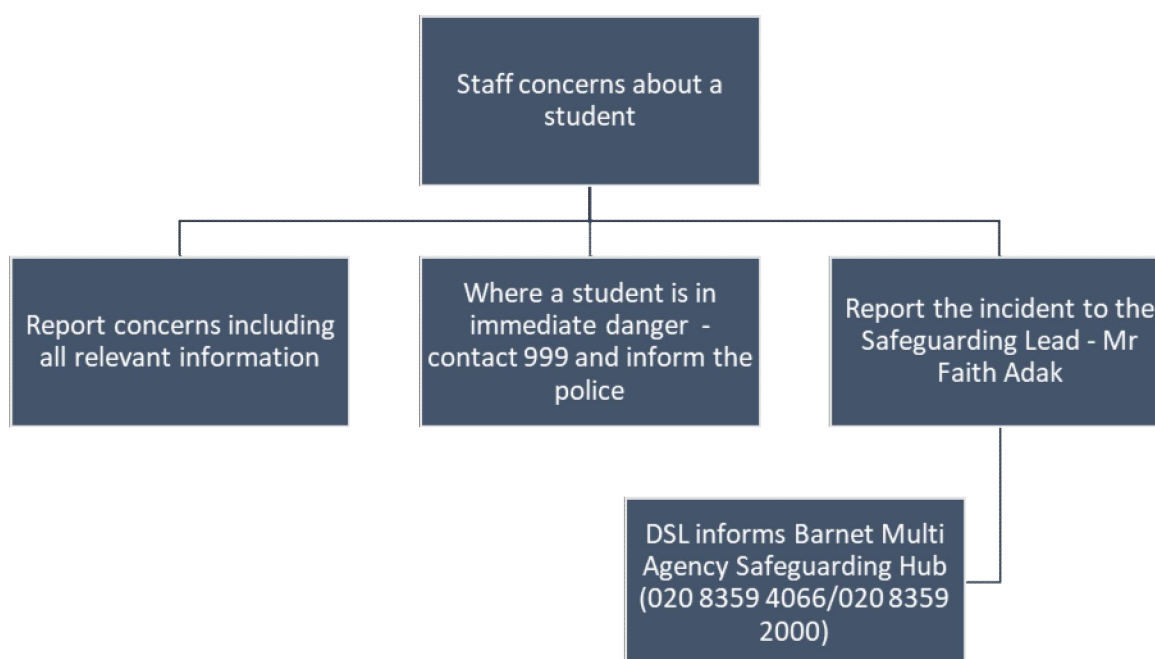 Staff concerns about a
student
Report concerns including
all relevant information
Where a student is in
immediate danger -
contact 999 and inform the
police
Report the incident to the
Safeguarding Lead - Mr
Faith Adak
DSL informs Barnet Multi
Agency Safeguarding Hub
(020 8359 4066/020 8359
2000)